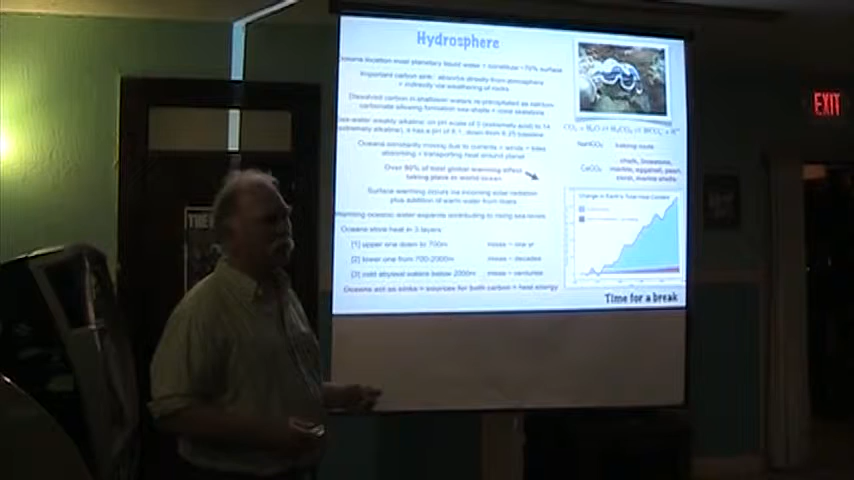 Hydrosphere
Oceans location most planetary liquid water + constitute ~70% surface
Important carbon sink: absorbs directly from atmosphere
+ indirectly via weathering of rocks
Dissolved carbon in shallower waters re-precipitated as calcium
carbonate allowing formation sea-shells + coral skeletons
Sea-water weakly alkaline: on pH scale of 0 (extremely acid) to 14
(extremely alkaline), it has a pH of 8.1, down from 8.25 baseline
Oceans constantly moving due to currents + winds + tides
absorbing + transporting heat around planet
Over 90% of total global warming effect
taking place in world ocean
Surface warming occurs via incoming solar radiation
plus addition of warm water from rivers
Warming oceanic water expands contributing to rising sea levels
Oceans store heat in 3 layers:
[1] upper one down to 700m mixes ~ one yr
[2] lower one from 700-2000m mixes ~ decades
[3] cold abyssal waters below 2000m mixes ~ centuries
Oceans act as sinks + sources for both carbon + heat energy
CO₂ + H₂O ⇌ H₂CO₃ ⇌ HCO₃⁻ + H⁺
NaHCO₃ baking soda
CaCO₃ chalk, limestone,
marble, eggshell, pearl,
coral, marine shells
Change in Earth's Total Heat Content
Time for a break
EXIT
THE